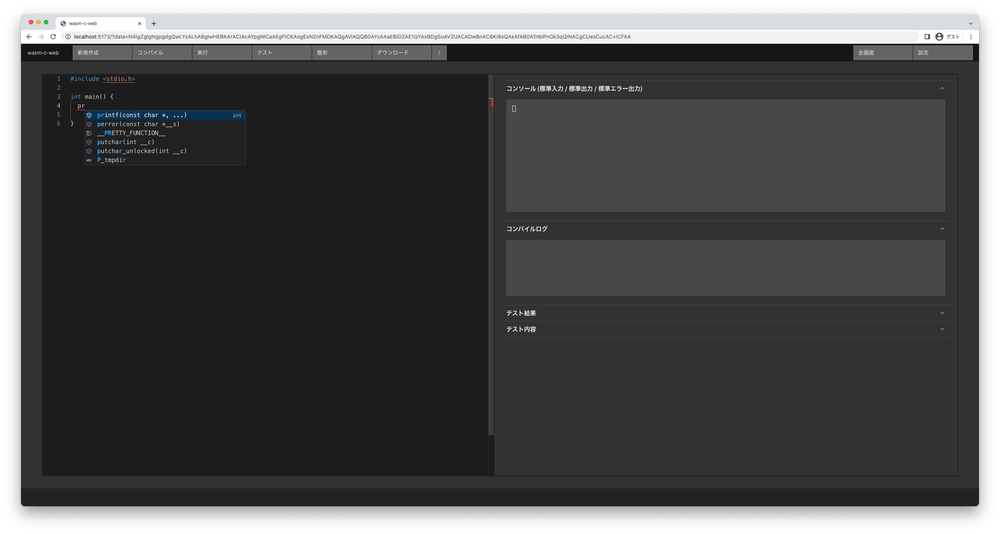 wasm-c-web
localhost:5173/?data=N4IgZglgNgpgdgQwLYxALhABglwHEBKArAClAcAYpgNICaAEgFICKAogExN2nFMDKAQgAViAQQB0AYxAAaEBID2AE1QYAxBDgSoAV2UACADwBnAC6KI8sQAsAfAB0ATnbiPnGk3qQINACgCUesCucAC+ICFAA
ゲスト
wasm-c-web
新規作成
コンパイル
実行
テスト
整形
ダウンロード
全画面
設定
1 #include <stdio.h>
2
3 int main() {
4 pr
5
6 }
printf(const char *, ...) int
perror(const char *__s)
__PRETTY_FUNCTION__
putchar(int __c)
putchar_unlocked(int __c)
abc P_tmpdir
コンソール (標準入力 / 標準出力 / 標準エラー出力)
コンパイルログ
テスト結果
テスト内容